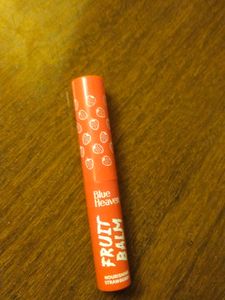 Blue
Heaven
FRUIT
BALM
NOURISHING
STRAWBERRY